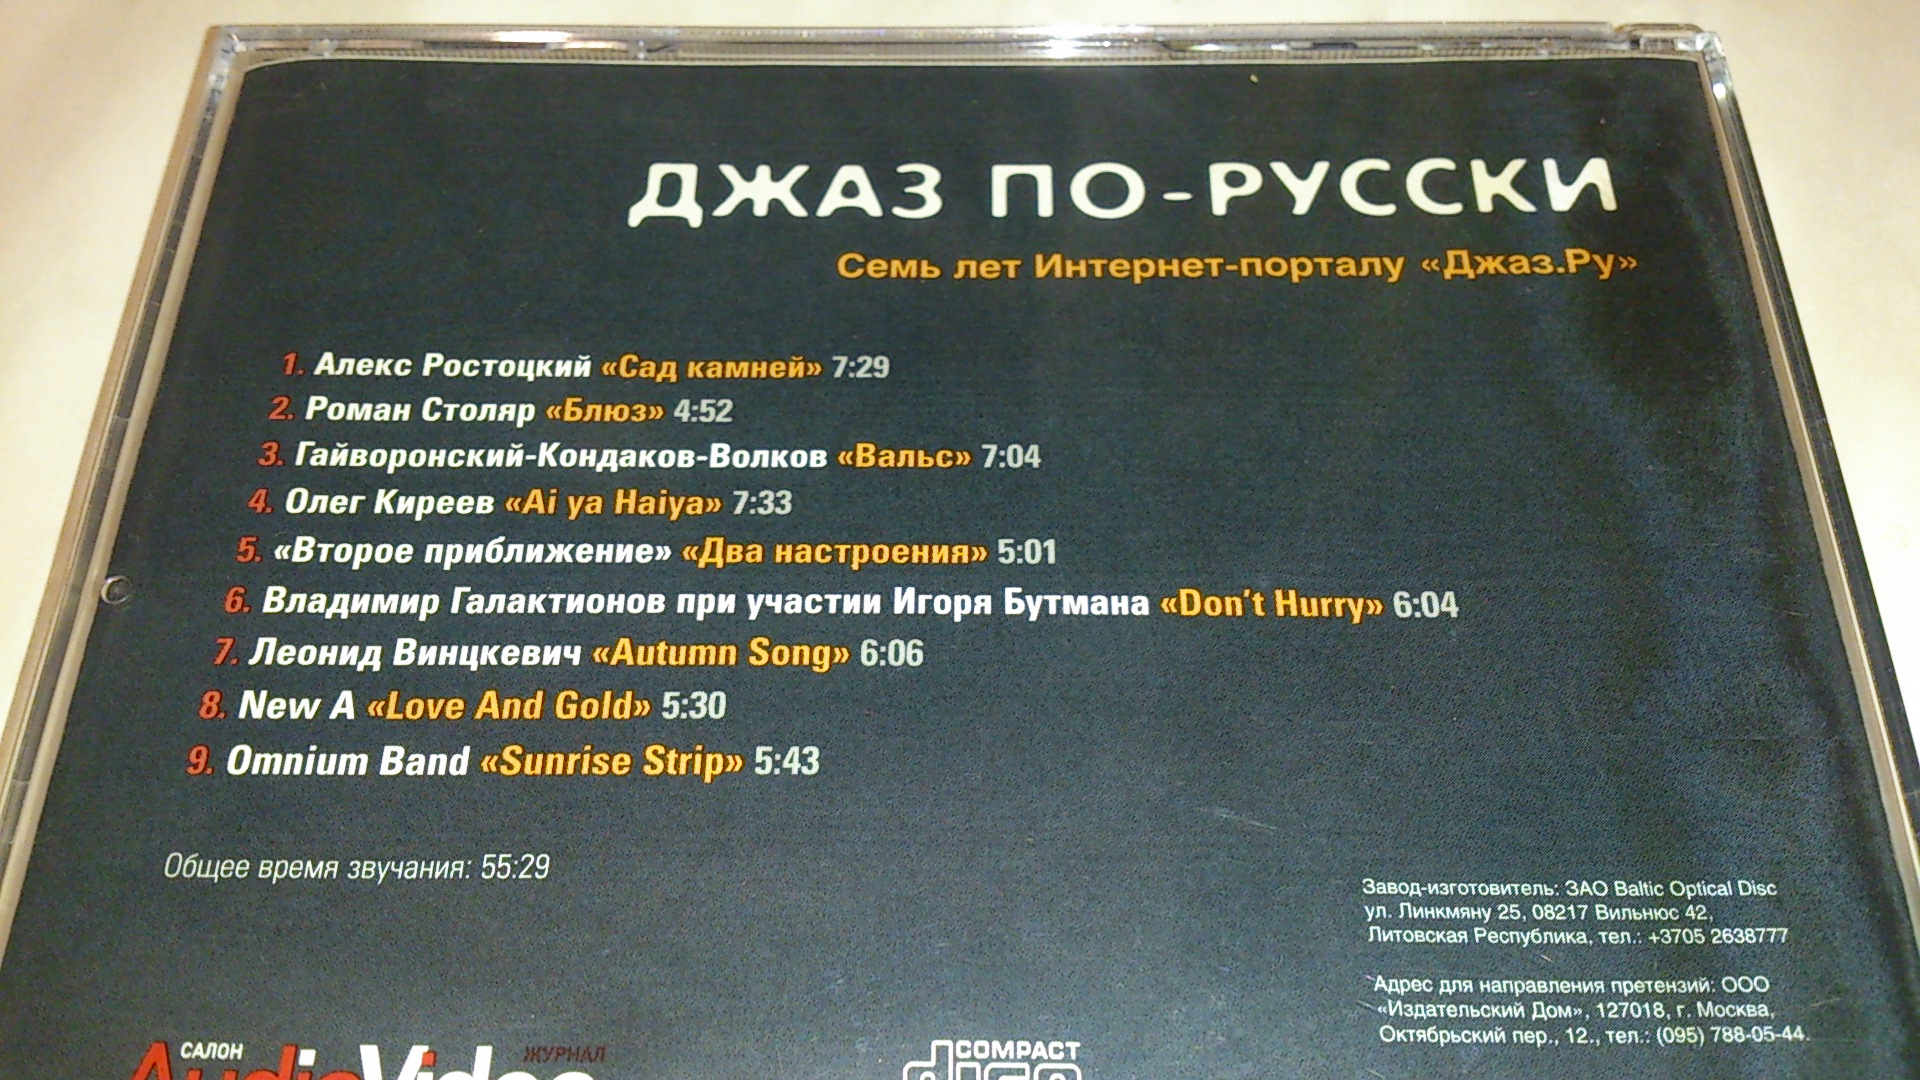 ДЖАЗ ПО-РУССКИ
Семь лет Интернет-порталу «Джаз.Ру»
1. Алекс Ростоцкий «Сад камней» 7:29
2. Роман Столяр «Блюз» 4:52
3. Гайворонский-Кондаков-Волков «Вальс» 7:04
4. Олег Киреев «Ai ya Haiya» 7:33
5. «Второе приближение» «Два настроения» 5:01
6. Владимир Галактионов при участии Игоря Бутмана «Don't Hurry» 6:04
7. Леонид Винцкевич «Autumn Song» 6:06
8. New A «Love And Gold» 5:30
9. Omnium Band «Sunrise Strip» 5:43
Общее время звучания: 55:29
Завод-изготовитель: ЗАО Baltic Optical Disc
ул. Линкмяну 25, 08217 Вильнюс 42,
Литовская Республика, тел.: +3705 2638777
Адрес для направления претензий: ООО
«Издательский Дом», 127018, г. Москва,
Октябрьский пер., 12., тел.: (095) 788-05-44.
САЛОН
AudioVideo
ЖУРНАЛ
COMPACT
disc